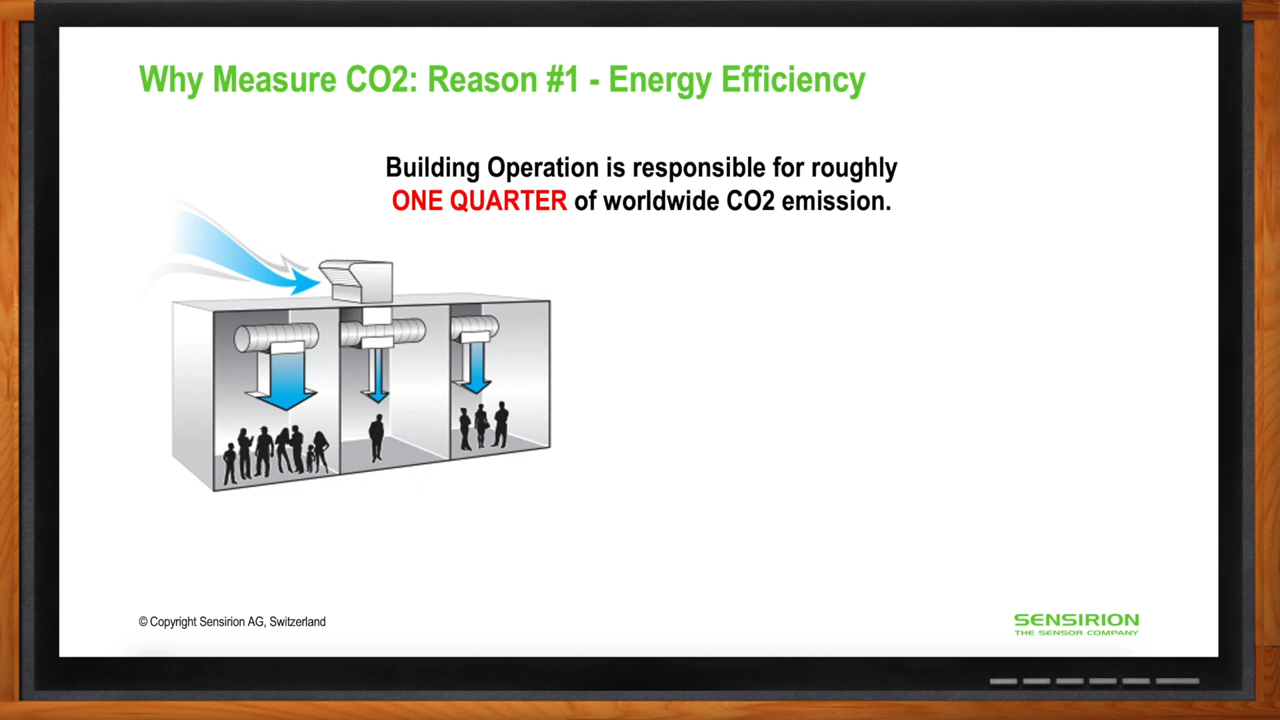 Why Measure CO2: Reason #1 - Energy Efficiency
Building Operation is responsible for roughly
ONE QUARTER of worldwide CO2 emission.
© Copyright Sensirion AG, Switzerland
SENSIRION
THE SENSOR COMPANY